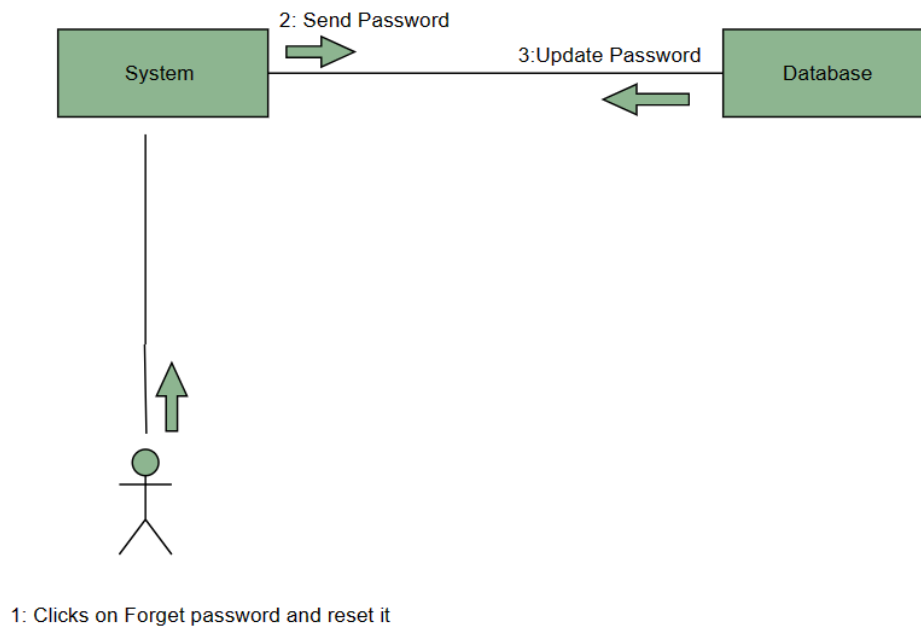 2: Send Password
3:Update Password
System
Database
1: Clicks on Forget password and reset it